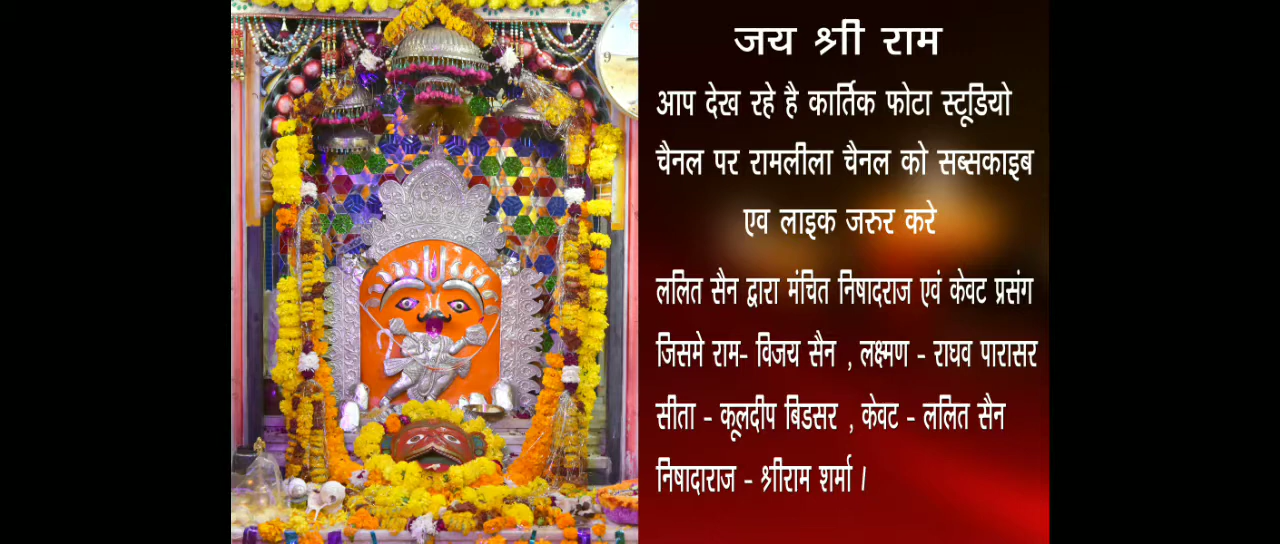 जय श्री राम
आप देख रहे है कार्तिक फोटा स्टूडियो
चैनल पर रामलीला चैनल को सब्सकाइब
एव लाइक जरुर करे
ललित सैन द्वारा मंचित निषादराज एवं केवट प्रसंग
जिसमे राम- विजय सैन , लक्ष्मण - राघव पारासर
सीता - कूलदीप बिडसर , केवट - ललित सैन
निषादाराज - श्रीराम शर्मा ।